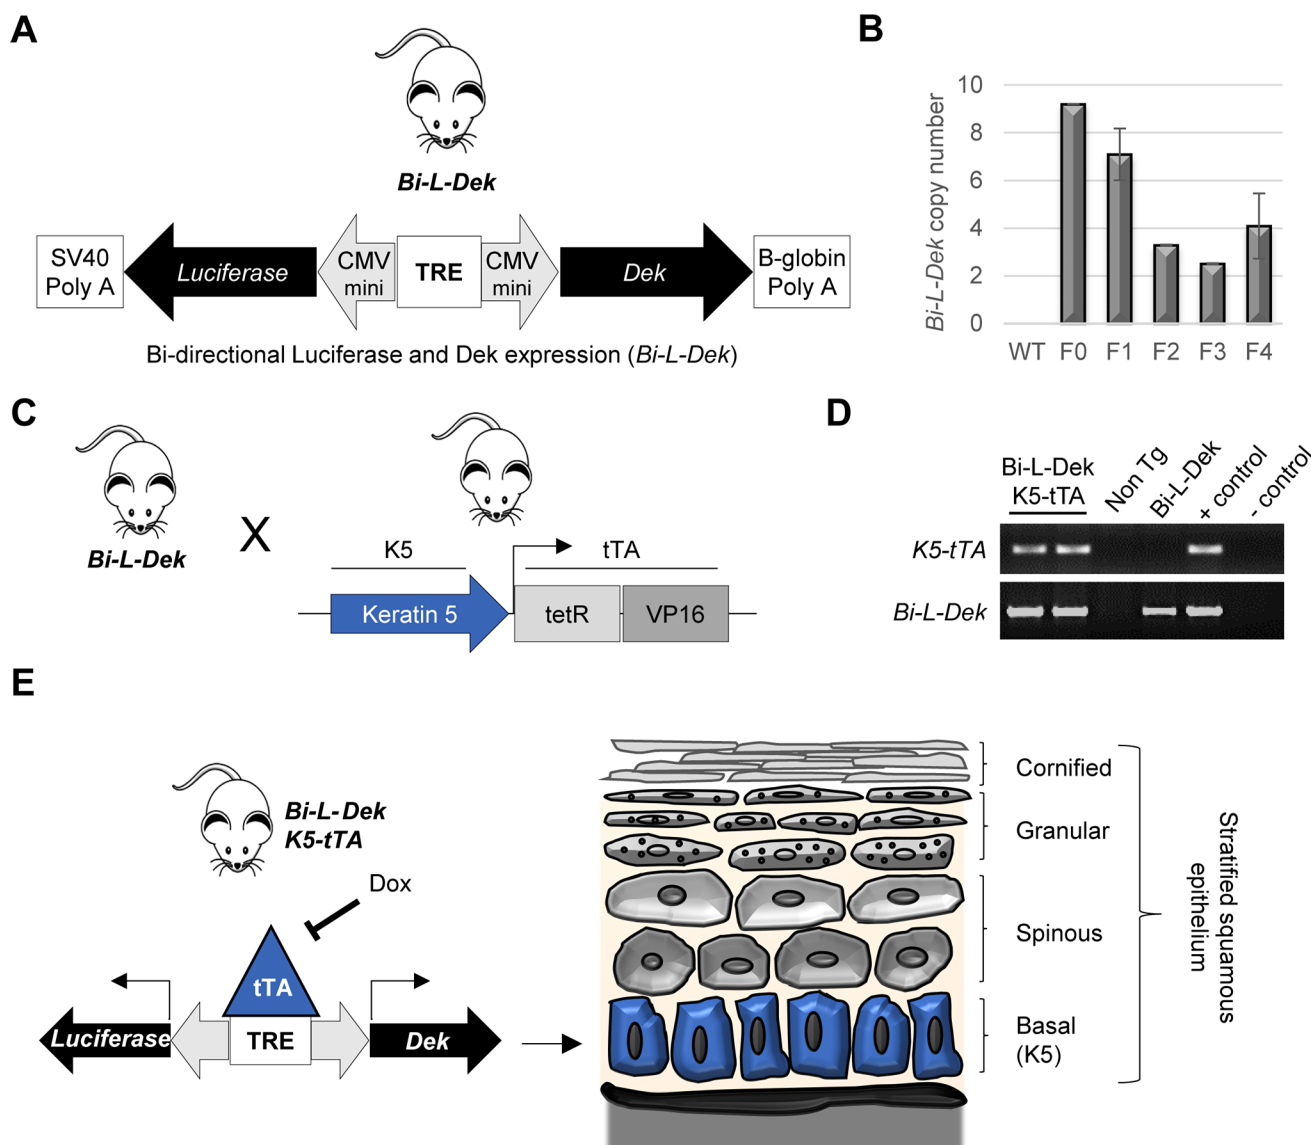 A
Bi-L-Dek
SV40
Poly A
Luciferase
CMV
mini
TRE
CMV
mini
Dek
B-globin
Poly A
Bi-directional Luciferase and Dek expression (Bi-L-Dek)
B
Bi-L-Dek copy number
10
8
6
4
2
0
WT F0 F1 F2 F3 F4
C
Bi-L-Dek
X
K5
tTA
Keratin 5
tetR
VP16
D
Bi-L-Dek
K5-tTA
Non Tg
Bi-L-Dek
+ control
- control
K5-tTA
Bi-L-Dek
E
Bi-L-Dek
K5-tTA
Dox
tTA
Luciferase
TRE
Dek
Cornified
Granular
Spinous
Basal
(K5)
Stratified squamous
epithelium